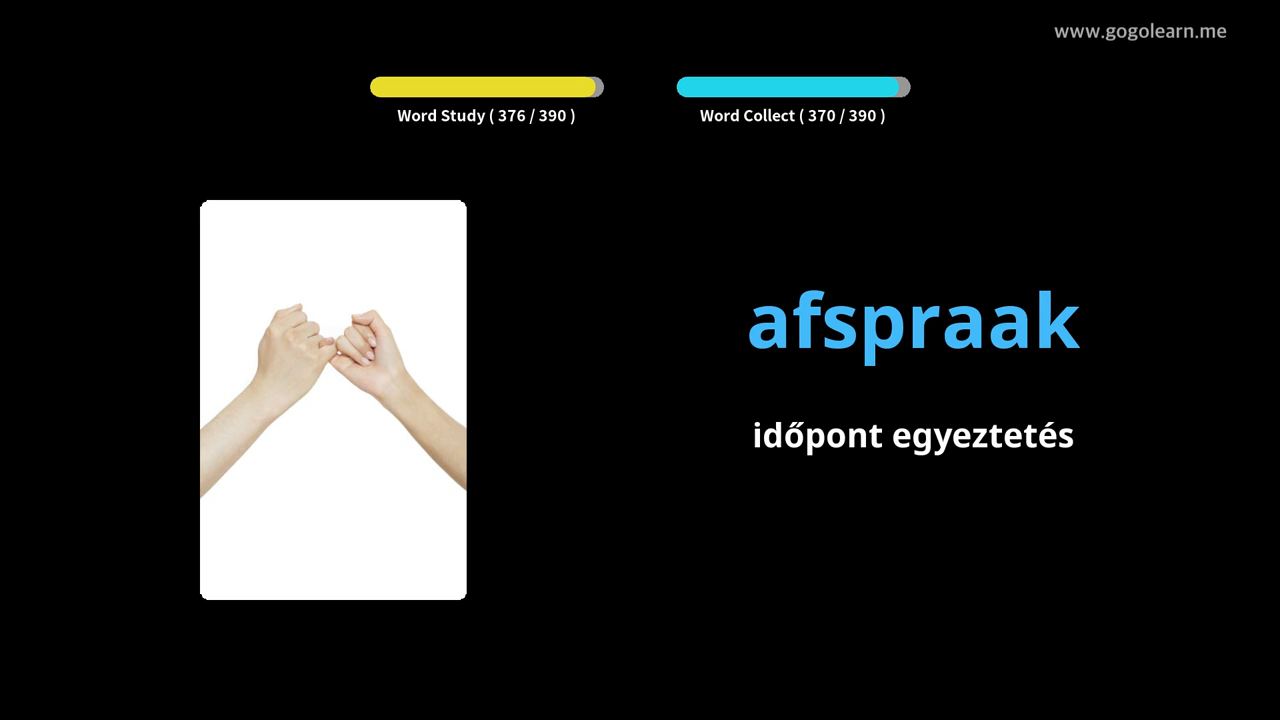 www.gogolearn.me
Word Study ( 376 / 390 )
Word Collect ( 370 / 390 )
afspraak
időpont egyeztetés